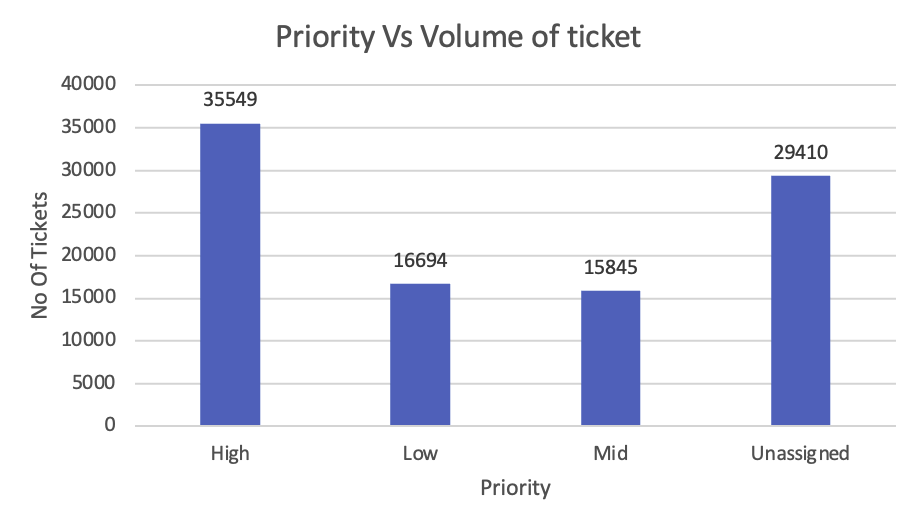 Priority Vs Volume of ticket
No Of Tickets
40000
35000
30000
25000
20000
15000
10000
5000
0
35549
16694
15845
29410
High
Low
Mid
Unassigned
Priority